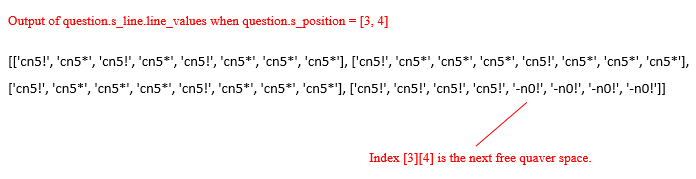 Output of question.s_line.line_values when question.s_position = [3, 4]
[['cn5!', 'cn5*', 'cn5!', 'cn5*', 'cn5!', 'cn5*', 'cn5*', 'cn5*'], ['cn5!', 'cn5*', 'cn5*', 'cn5*', 'cn5!', 'cn5*', 'cn5*', 'cn5*'],
['cn5!', 'cn5*', 'cn5*', 'cn5*', 'cn5!', 'cn5*', 'cn5*', 'cn5*'], ['cn5!', 'cn5!', 'cn5!', 'cn5!', '-n0!', '-n0!', '-n0!', '-n0!']]
Index [3][4] is the next free quaver space.